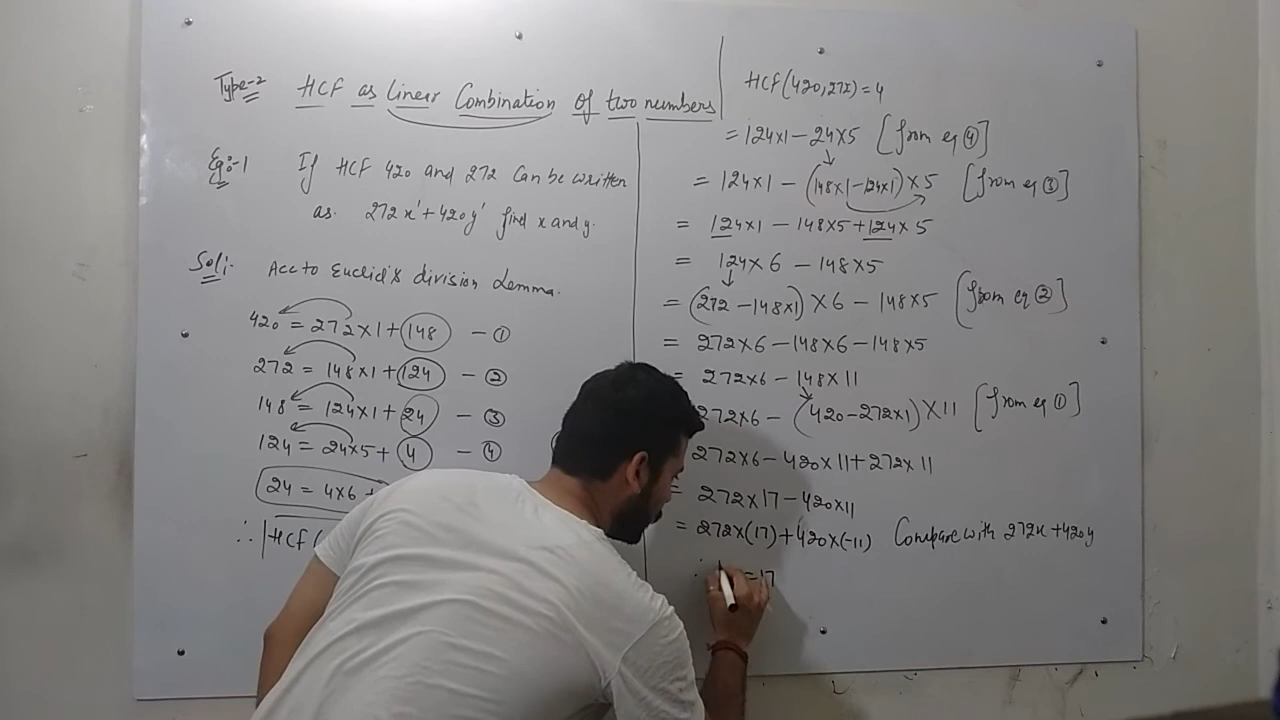 Type-2 HCF as Linear Combination of two numbers
Eg:-1 If HCF 420 and 272 Can be written
as 272x'+420y' find x and y.
Sol:- Acc to Euclid's division Lemma.
420 = 272×1+148 - ①
272 = 148×1+124 - ②
148 = 124×1+24 - ③
124 = 24×5+4 - ④
24 = 4×6 +
∴ HCF (
HCF(420,272)=4
=124×1-24×5 [from eq ④]
= 124×1 - (148×1-124×1)×5 [from eq ③]
= 124×1 - 148×5+124×5
= 124×6 - 148×5
= (272-148×1)×6 - 148×5 [from eq ②]
= 272×6-148×6-148×5
= 272×6-148×11
272×6- (420-272×1)×11 [from eq ①]
272×6-420×11+272×11
= 272×17-420×11
= 272×(17)+420×(-11) Compare with 272x+420y
∴ =17